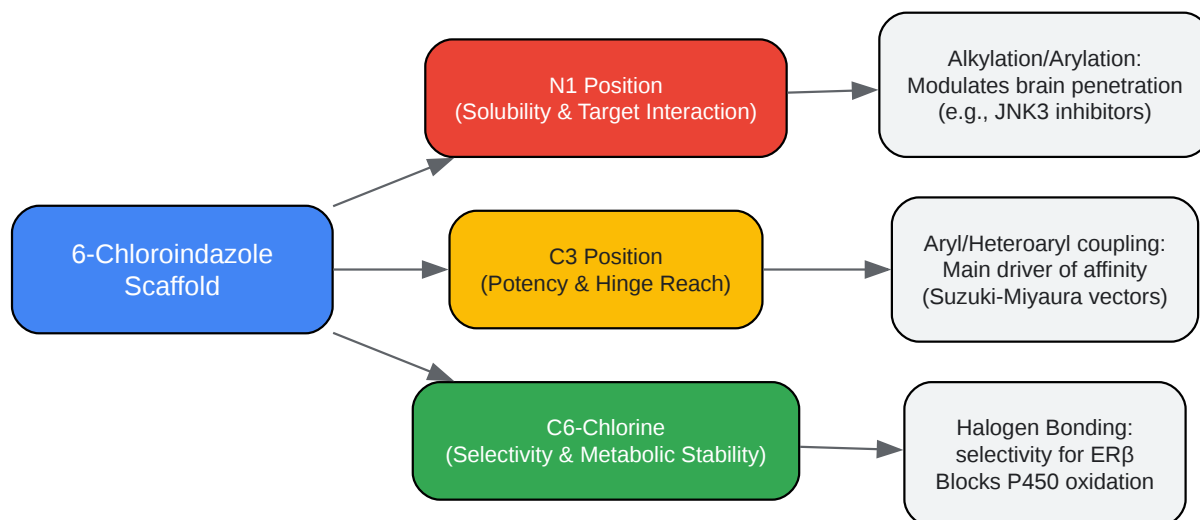 6-Chloroindazole
Scaffold
N1 Position
(Solubility & Target Interaction)
Alkylation/Arylation:
Modulates brain penetration
(e.g., JNK3 inhibitors)
C3 Position
(Potency & Hinge Reach)
Aryl/Heteroaryl coupling:
Main driver of affinity
(Suzuki-Miyaura vectors)
C6-Chlorine
(Selectivity & Metabolic Stability)
Halogen Bonding:
selectivity for ERβ
Blocks P450 oxidation